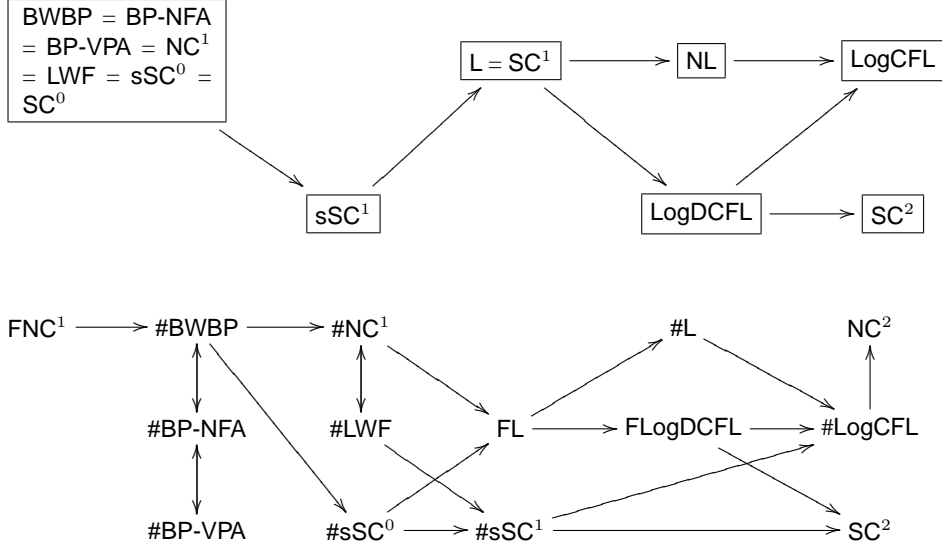 BWBP = BP-NFA
= BP-VPA = NC¹
= LWF = sSC⁰ =
SC⁰
L = SC¹
NL
LogCFL
sSC¹
LogDCFL
SC²
FNC¹
#BWBP
#NC¹
#L
NC²
#BP-NFA
#LWF
FL
FLogDCFL
#LogCFL
#BP-VPA
#sSC⁰
#sSC¹
SC²